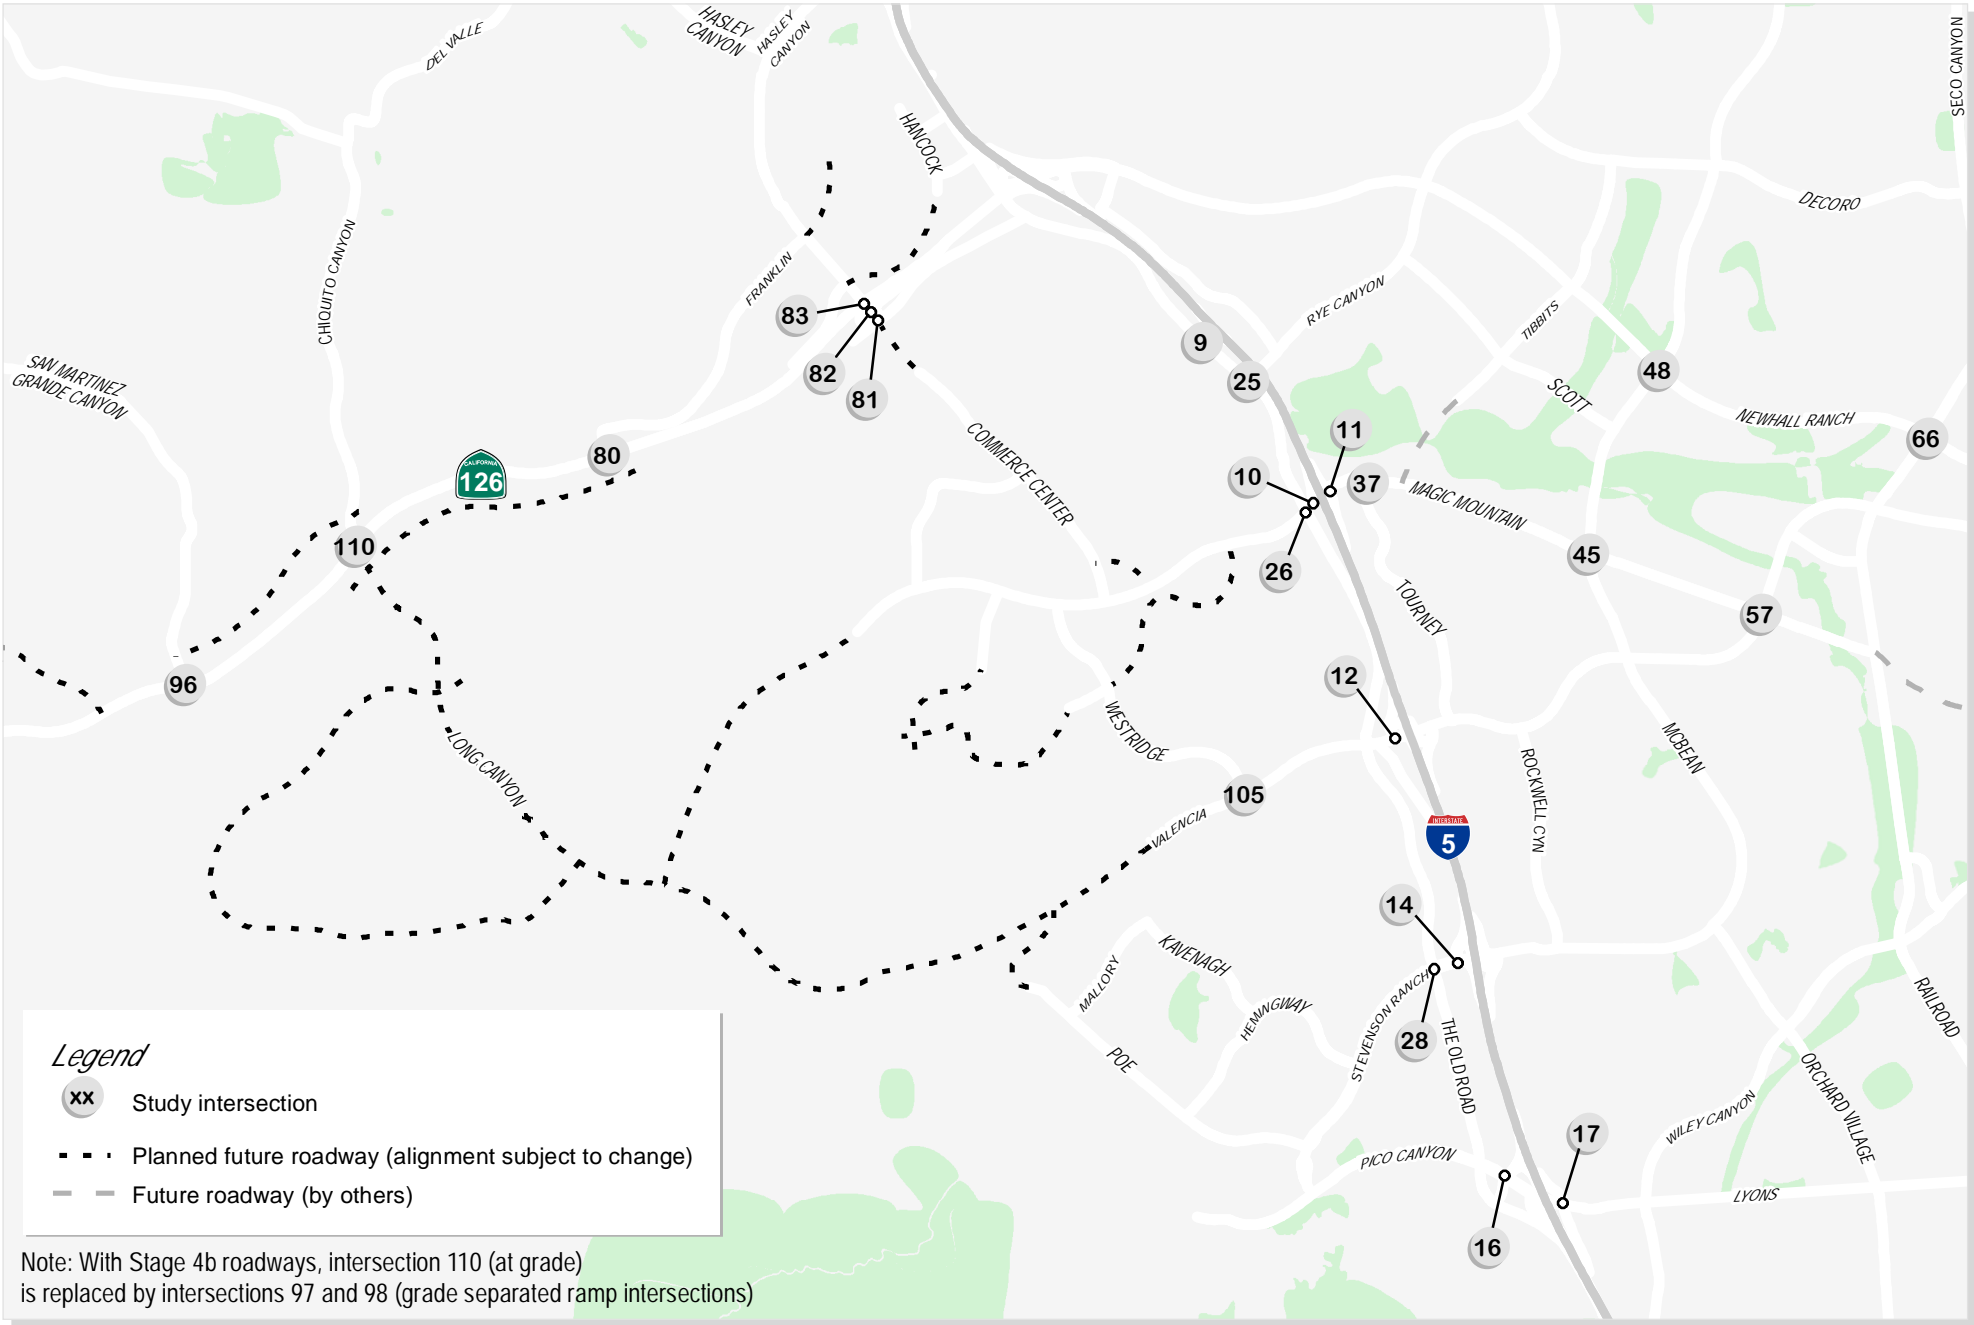 HASLEY
CANYON
HASLEY
CANYON
DEL VALLE
SECO CANYON
HANCOCK
DECORO
CHIQUITO CANYON
FRANKLIN
RYE CANYON
TIBBITS
83
82
81
9
25
48
SAN MARTINEZ
GRANDE CANYON
SCOTT
NEWHALL RANCH
66
11
COMMERCE CENTER
80
CALIFORNIA
126
10
37
MAGIC MOUNTAIN
110
26
45
TOURNEY
57
96
12
WESTRIDGE
MCBEAN
LONG CANYON
ROCKWELL CYN
105
VALENCIA
INTERSTATE
5
14
KAVENAGH
MALLORY
HEMINGWAY
STEVENSON RANCH
28
THE OLD ROAD
RAILROAD
POE
ORCHARD VILLAGE
WILEY CANYON
17
PICO CANYON
LYONS
16
Legend
xx Study intersection
Planned future roadway (alignment subject to change)
Future roadway (by others)
Note: With Stage 4b roadways, intersection 110 (at grade)
is replaced by intersections 97 and 98 (grade separated ramp intersections)